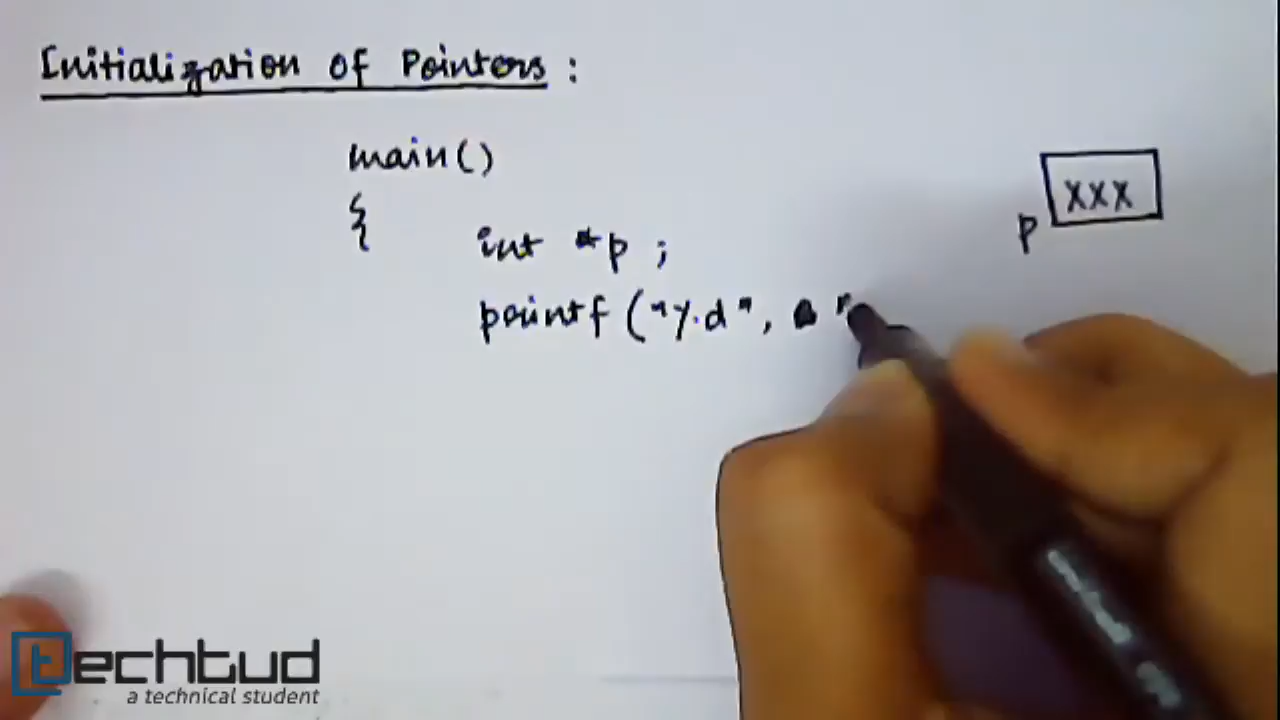 Initialization of Pointers :
main()
{
int *p ;
printf ("%d",
XXX
p
techtud
a technical student